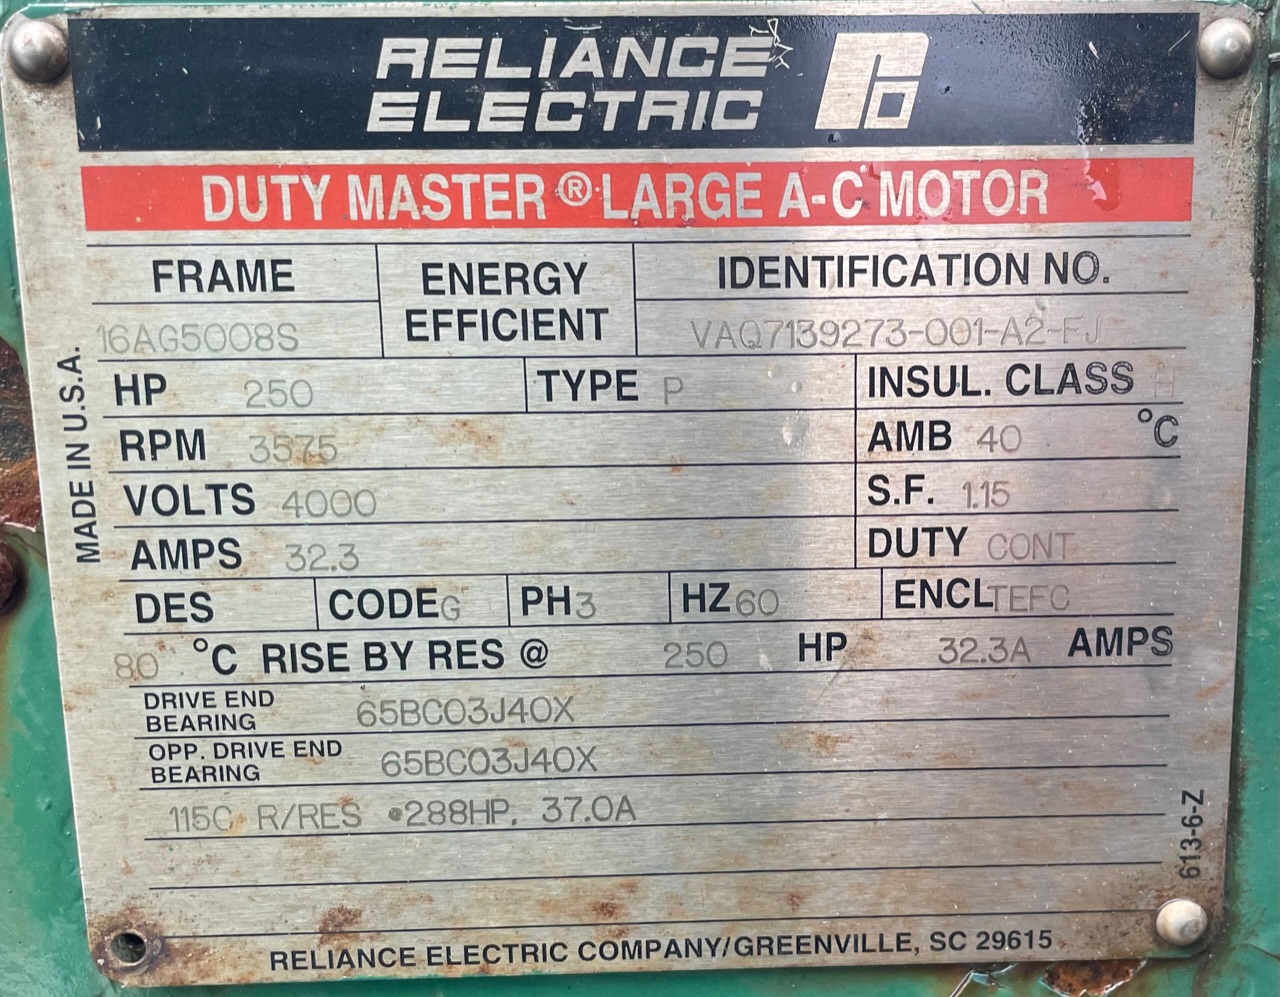 RELIANCE
ELECTRIC
DUTY MASTER® LARGE A-C MOTOR
FRAME
16AG5008S
ENERGY
EFFICIENT
IDENTIFICATION NO.
VAQ7139273-001-A2-FJ
HP 250 TYPE P INSUL. CLASS H
RPM 3575 AMB 40 °C
VOLTS 4000 S.F. 1.15
AMPS 32.3 DUTY CONT
DES CODE G PH 3 HZ 60 ENCL TEFC
80 °C RISE BY RES @ 250 HP 32.3A AMPS
DRIVE END
BEARING 65BC03J40X
OPP. DRIVE END
BEARING 65BC03J40X
115C R/RES @288HP, 37.0A
RELIANCE ELECTRIC COMPANY/GREENVILLE, SC 29615
MADE IN U.S.A.
613-6-Z